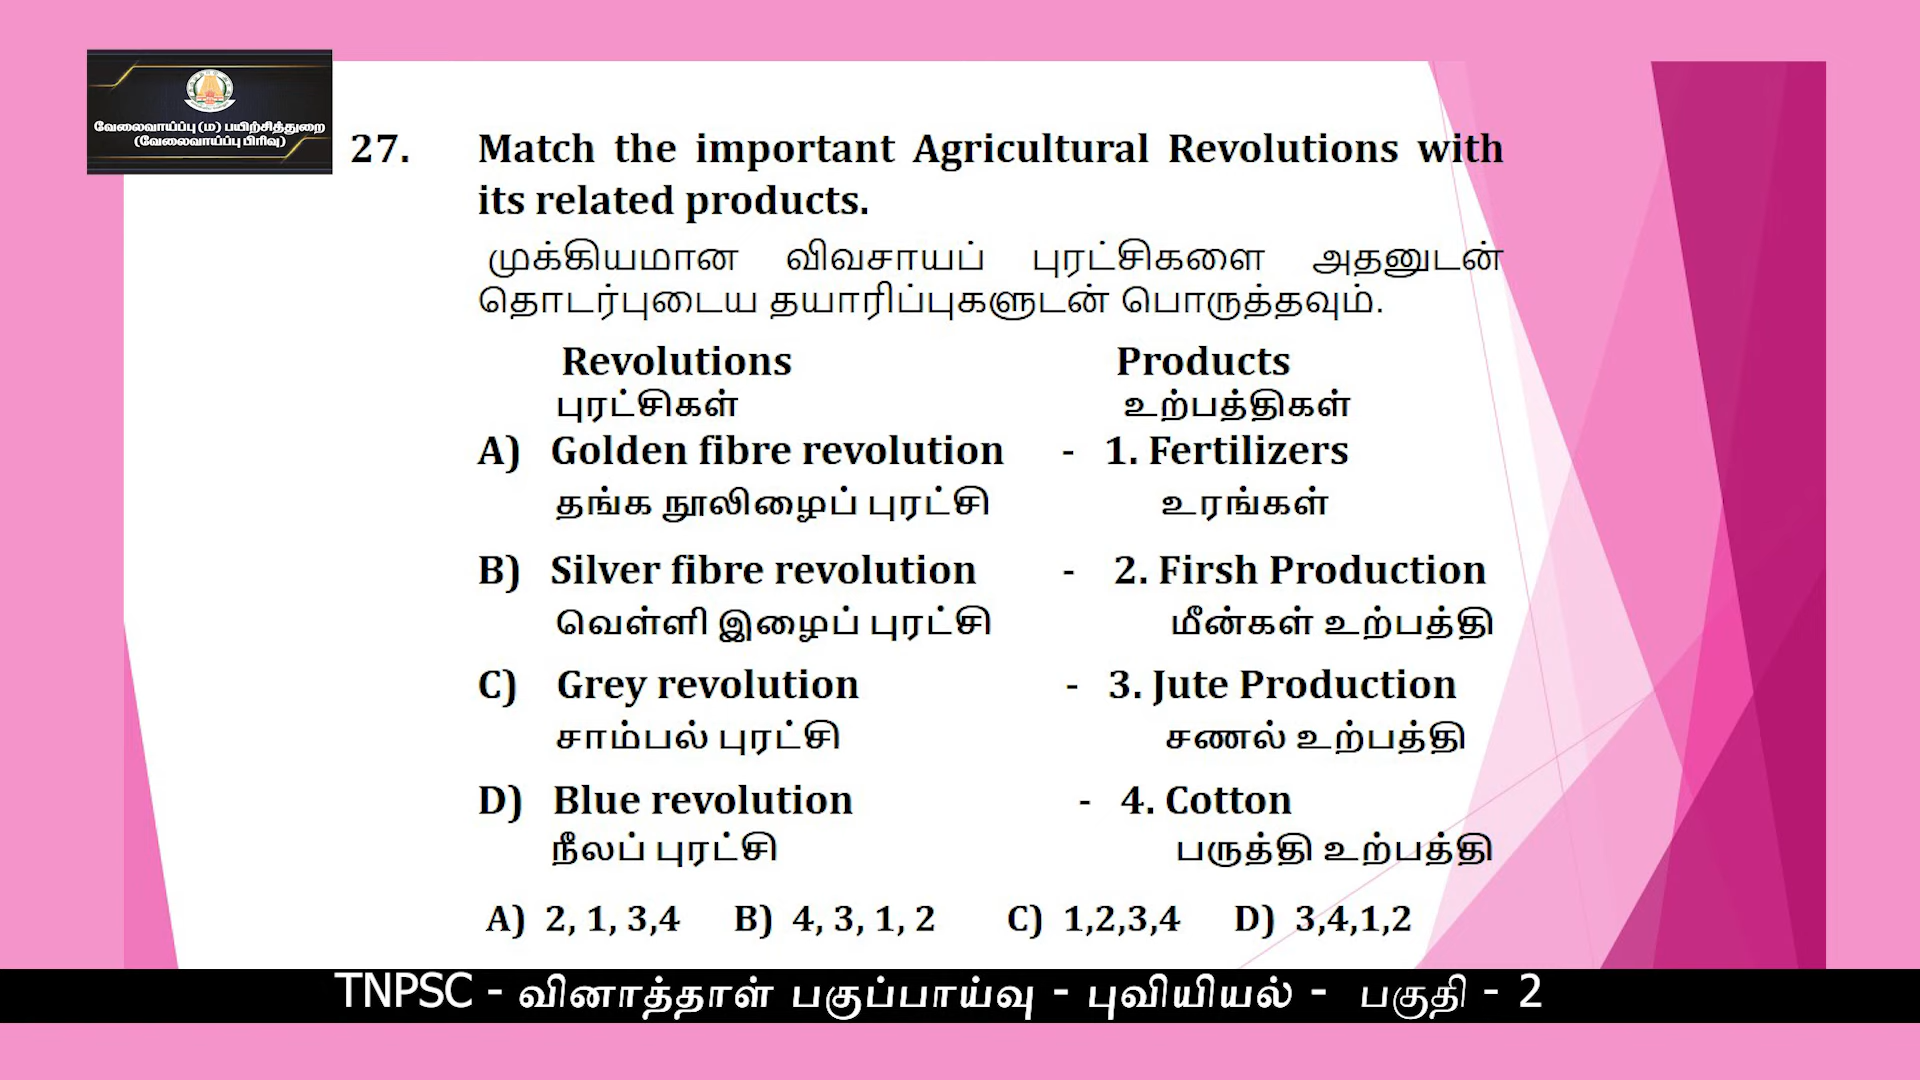 வேலைவாய்ப்பு (ம) பயிற்சித்துறை
(வேலைவாய்ப்பு பிரிவு)
27. Match the important Agricultural Revolutions with
its related products.
முக்கியமான விவசாயப் புரட்சிகளை அதனுடன்
தொடர்புடைய தயாரிப்புகளுடன் பொருத்தவும்.
Revolutions Products
புரட்சிகள் உற்பத்திகள்
A) Golden fibre revolution - 1. Fertilizers
தங்க நூலிழைப் புரட்சி உரங்கள்
B) Silver fibre revolution - 2. Firsh Production
வெள்ளி இழைப் புரட்சி மீன்கள் உற்பத்தி
C) Grey revolution - 3. Jute Production
சாம்பல் புரட்சி சணல் உற்பத்தி
D) Blue revolution - 4. Cotton
நீலப் புரட்சி பருத்தி உற்பத்தி
A) 2, 1, 3,4 B) 4, 3, 1, 2 C) 1,2,3,4 D) 3,4,1,2
TNPSC - வினாத்தாள் பகுப்பாய்வு - புவியியல் - பகுதி - 2